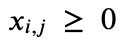 x_{i,j} ≥ 0